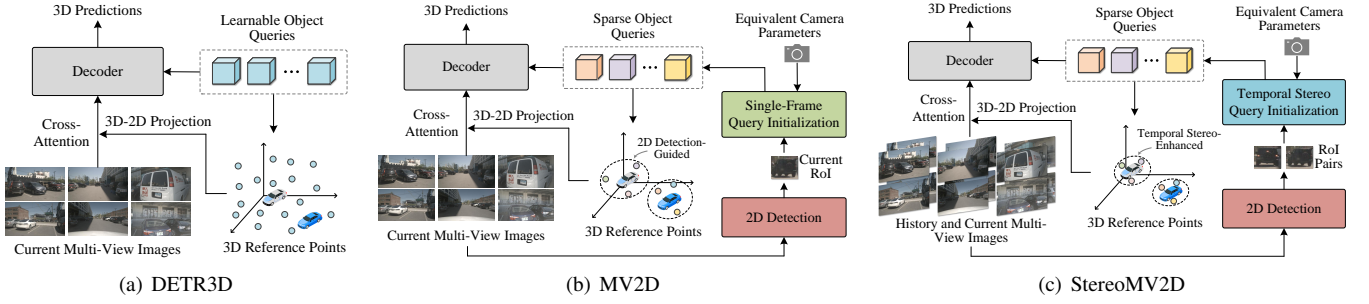 3D Predictions
Learnable Object
Queries
Decoder
Cross-
Attention
3D-2D Projection
Current Multi-View Images
3D Reference Points
(a) DETR3D
3D Predictions
Sparse Object
Queries
Equivalent Camera
Parameters
Decoder
Single-Frame
Query Initialization
Cross-
Attention
3D-2D Projection
2D Detection-
Guided
Current
RoI
2D Detection
3D Reference Points
Current Multi-View Images
(b) MV2D
3D Predictions
Sparse Object
Queries
Equivalent Camera
Parameters
Decoder
Temporal Stereo
Query Initialization
Cross-
Attention
3D-2D Projection
Temporal Stereo-
Enhanced
RoI
Pairs
2D Detection
History and Current Multi-
View Images
3D Reference Points
(c) StereoMV2D